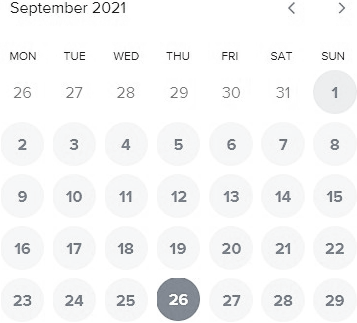 September 2021
MON TUE WED THU FRI SAT SUN
26 27 28 29 30 31 1
2 3 4 5 6 7 8
9 10 11 12 13 14 15
16 17 18 19 20 21 22
23 24 25 26 27 28 29